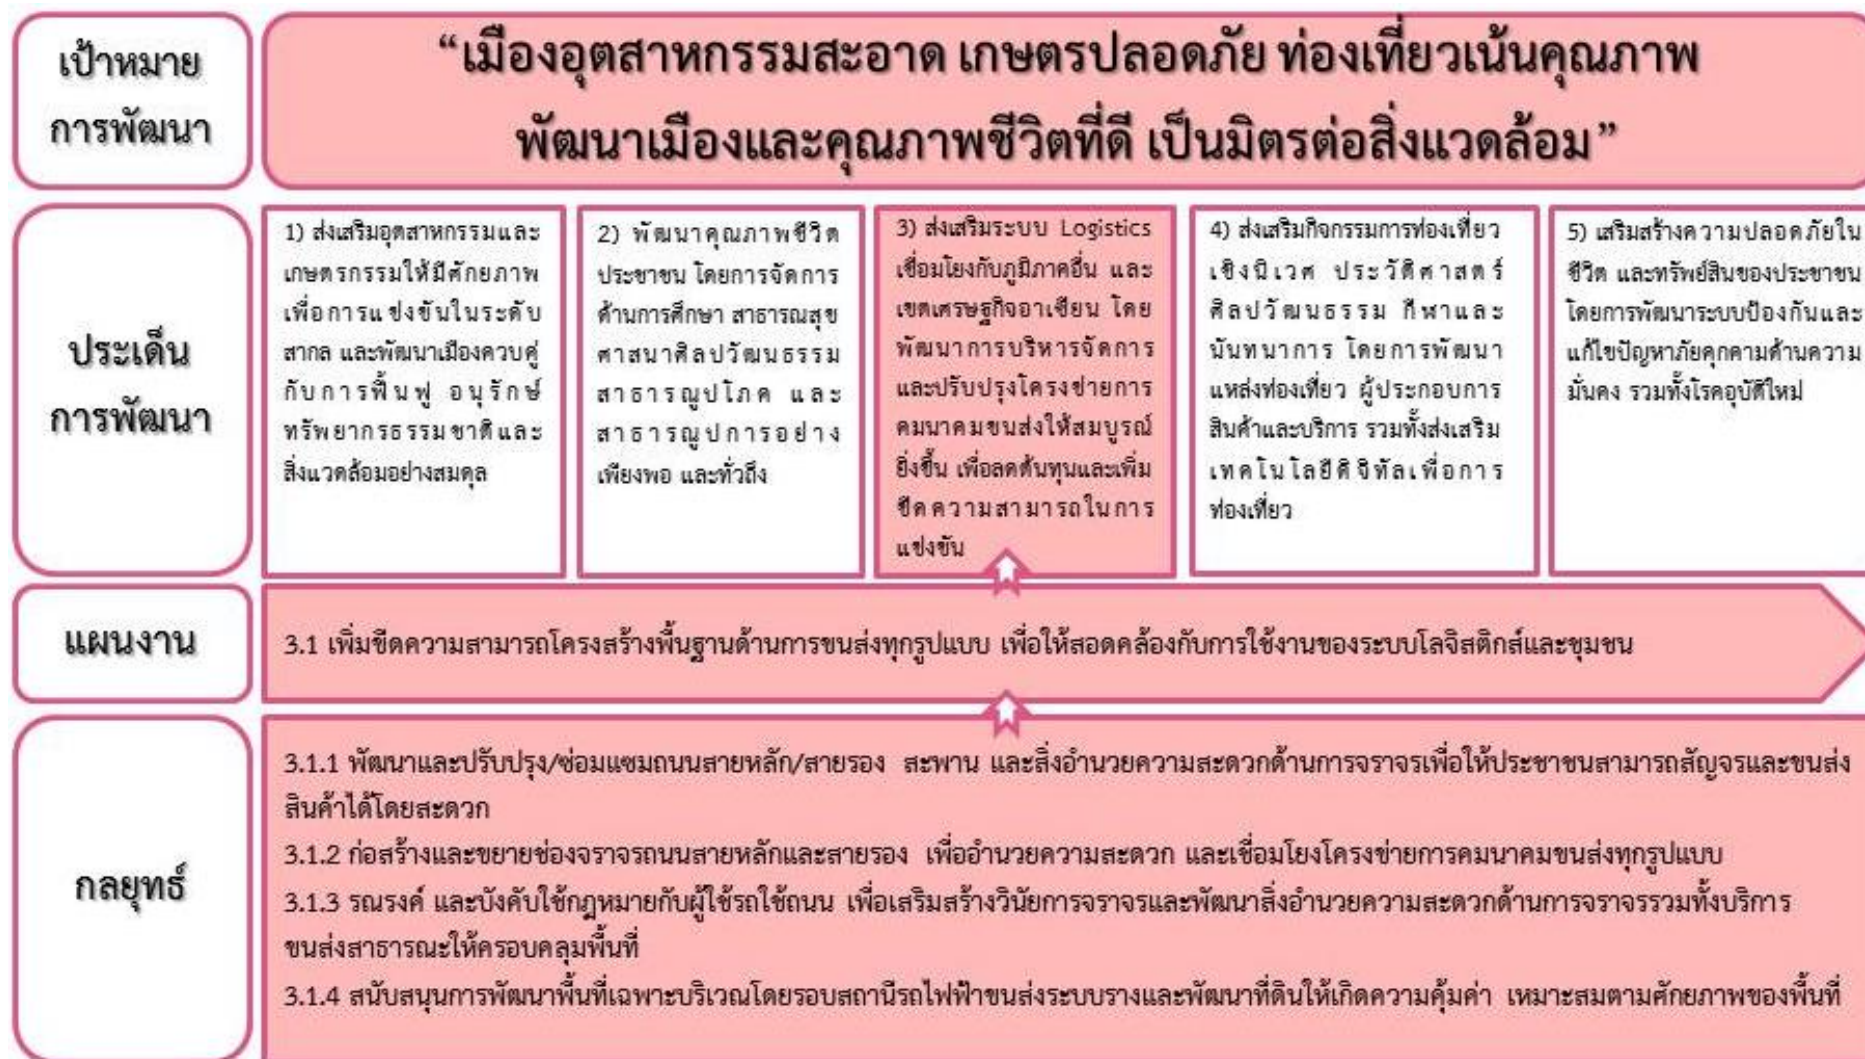 เป้าหมาย
การพัฒนา
“เมืองอุตสาหกรรมสะอาด เกษตรปลอดภัย ท่องเที่ยวเน้นคุณภาพ
พัฒนาเมืองและคุณภาพชีวิตที่ดี เป็นมิตรต่อสิ่งแวดล้อม”
ประเด็น
การพัฒนา
1) ส่งเสริมอุตสาหกรรมและ
เกษตรกรรมให้มีศักยภาพ
เพื่อการแข่งขันในระดับ
สากล และพัฒนาเมืองควบคู่
กับการฟื้นฟู อนุรักษ์
ทรัพยากรธรรมชาติและ
สิ่งแวดล้อมอย่างสมดุล
2) พัฒนาคุณภาพชีวิต
ประชาชน โดยการจัดการ
ด้านการศึกษา สาธารณสุข
ศาสนาศิลปวัฒนธรรม
สาธารณูปโภค และ
สาธารณูปการอย่าง
เพียงพอ และทั่วถึง
3) ส่งเสริมระบบ Logistics
เชื่อมโยงกับภูมิภาคอื่น และ
เขตเศรษฐกิจอาเซียน โดย
พัฒนาการบริหารจัดการ
และปรับปรุงโครงข่ายการ
คมนาคมขนส่งให้สมบูรณ์
ยิ่งขึ้น เพื่อลดต้นทุนและเพิ่ม
ขีดความสามารถในการ
แข่งขัน
4) ส่งเสริมกิจกรรมการท่องเที่ยว
เชิงนิเวศ ประวัติศาสตร์
ศิลปวัฒนธรรม กีฬาและ
นันทนาการ โดยการพัฒนา
แหล่งท่องเที่ยว ผู้ประกอบการ
สินค้าและบริการ รวมทั้งส่งเสริม
เทคโนโลยีดิจิทัลเพื่อการ
ท่องเที่ยว
5) เสริมสร้างความปลอดภัยใน
ชีวิต และทรัพย์สินของประชาชน
โดยการพัฒนาระบบป้องกันและ
แก้ไขปัญหาภัยคุกคามด้านความ
มั่นคง รวมทั้งโรคอุบัติใหม่
แผนงาน
3.1 เพิ่มขีดความสามารถโครงสร้างพื้นฐานด้านการขนส่งทุกรูปแบบ เพื่อให้สอดคล้องกับการใช้งานของระบบโลจิสติกส์และชุมชน
กลยุทธ์
3.1.1 พัฒนาและปรับปรุง/ซ่อมแซมถนนสายหลัก/สายรอง สะพาน และสิ่งอำนวยความสะดวกด้านการจราจรเพื่อให้ประชาชนสามารถสัญจรและขนส่ง
สินค้าได้โดยสะดวก
3.1.2 ก่อสร้างและขยายช่องจราจรถนนสายหลักและสายรอง เพื่ออำนวยความสะดวก และเชื่อมโยงโครงข่ายการคมนาคมขนส่งทุกรูปแบบ
3.1.3 รณรงค์ และบังคับใช้กฎหมายกับผู้ใช้รถใช้ถนน เพื่อเสริมสร้างวินัยการจราจรและพัฒนาสิ่งอำนวยความสะดวกด้านการจราจรรวมทั้งบริการ
ขนส่งสาธารณะให้ครอบคลุมพื้นที่
3.1.4 สนับสนุนการพัฒนาพื้นที่เฉพาะบริเวณโดยรอบสถานีรถไฟฟ้าขนส่งระบบรางและพัฒนาที่ดินให้เกิดความคุ้มค่า เหมาะสมตามศักยภาพของพื้นที่